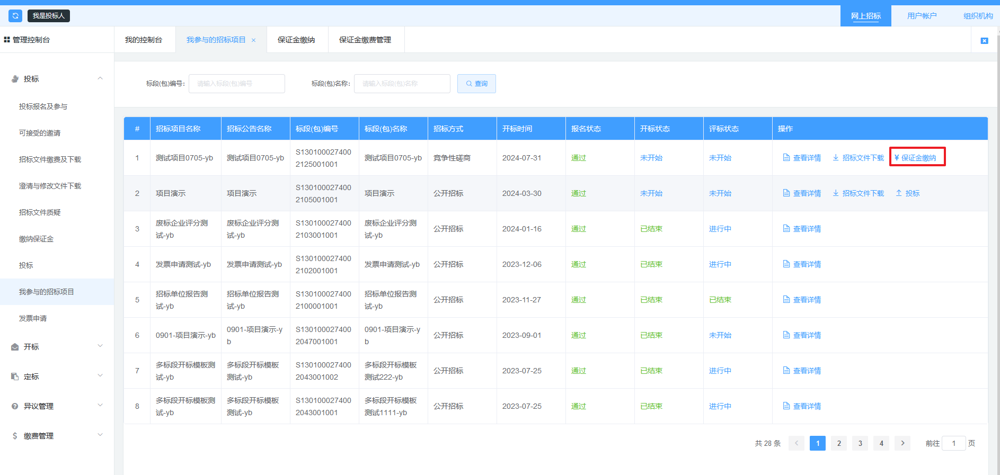 我是投标人
网上招标
用户帐户
组织机构
管理控制台
我的控制台
我参与的招标项目 ×
保证金缴纳
保证金缴费管理
投标
投标报名及参与
可接受的邀请
招标文件缴费及下载
澄清与修改文件下载
招标文件质疑
缴纳保证金
投标
我参与的招标项目
发票申请
开标
定标
异议管理
缴费管理
标段(包)编号: 请输入标段(包)编号
标段(包)名称: 请输入标段(包)名称
查询
# 招标项目名称 招标公告名称 标段(包)编号 标段(包)名称 招标方式 开标时间 报名状态 开标状态 评标状态 操作
1 测试项目0705-yb 测试项目0705-yb S130100027400
2125001001 测试项目0705-yb 竞争性磋商 2024-07-31 通过 未开始 未开始 查看详情 招标文件下载 ¥ 保证金缴纳
2 项目演示 项目演示 S130100027400
2105001001 项目演示 公开招标 2024-03-30 通过 未开始 未开始 查看详情 招标文件下载 投标
3 废标企业评分测
试-yb 废标企业评分测
试-yb S130100027400
2103001001 废标企业评分测
试-yb 公开招标 2024-01-16 通过 已结束 进行中 查看详情
4 发票申请测试-yb 发票申请测试-yb S130100027400
2102001001 发票申请测试-yb 公开招标 2023-12-06 通过 已结束 进行中 查看详情
5 招标单位报告测
试-yb 招标单位报告测
试-yb S130100027400
2100001001 招标单位报告测
试-yb 公开招标 2023-11-27 通过 已结束 已结束 查看详情
6 0901-项目演示-yb 0901-项目演示-y
b S130100027400
2047001001 0901-项目演示-y
b 公开招标 2023-09-01 通过 已结束 未开始 查看详情
7 多标段开标模板测
试-yb 多标段开标模板
测试-yb S130100027400
2043001002 多标段开标模板
测试222-yb 公开招标 2023-07-25 通过 已结束 进行中 查看详情
8 多标段开标模板测
试-yb 多标段开标模板
测试-yb S130100027400
2043001001 多标段开标模板
测试1111-yb 公开招标 2023-07-25 通过 已结束 进行中 查看详情
共 28 条 < 1 2 3 4 > 前往 1 页